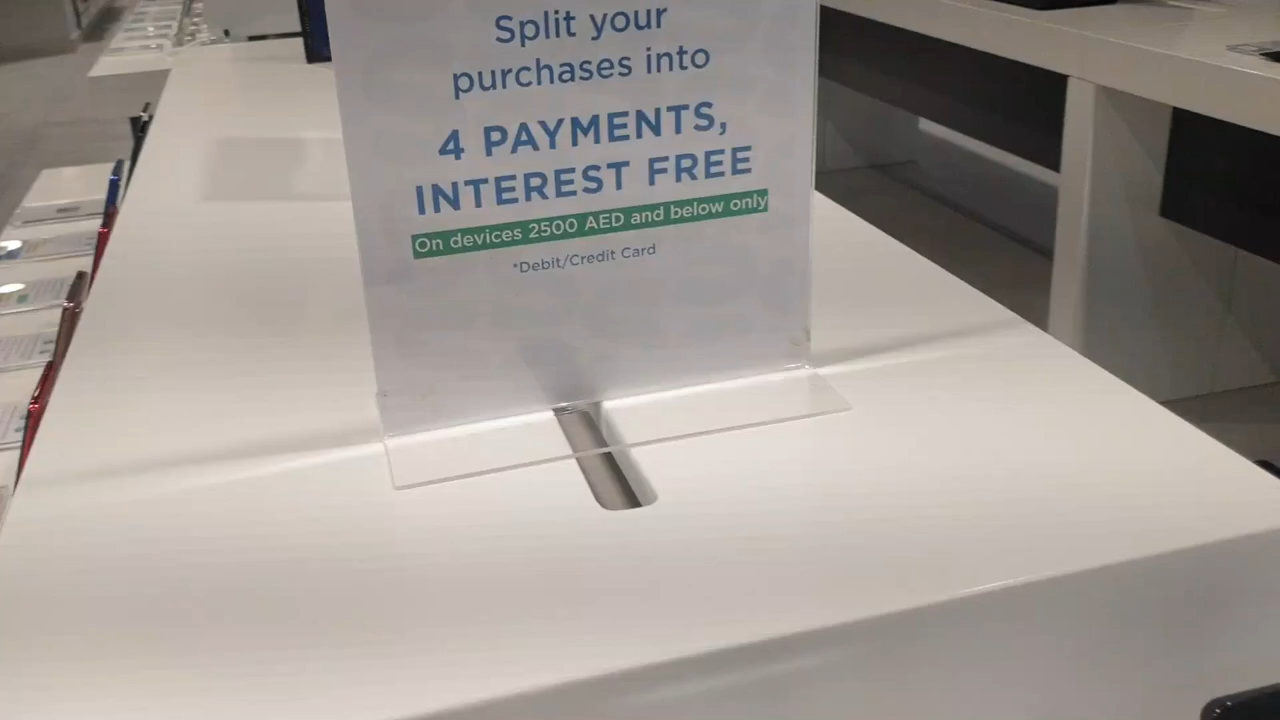 Split your
purchases into
4 PAYMENTS,
INTEREST FREE
On devices 2500 AED and below only
*Debit/Credit Card